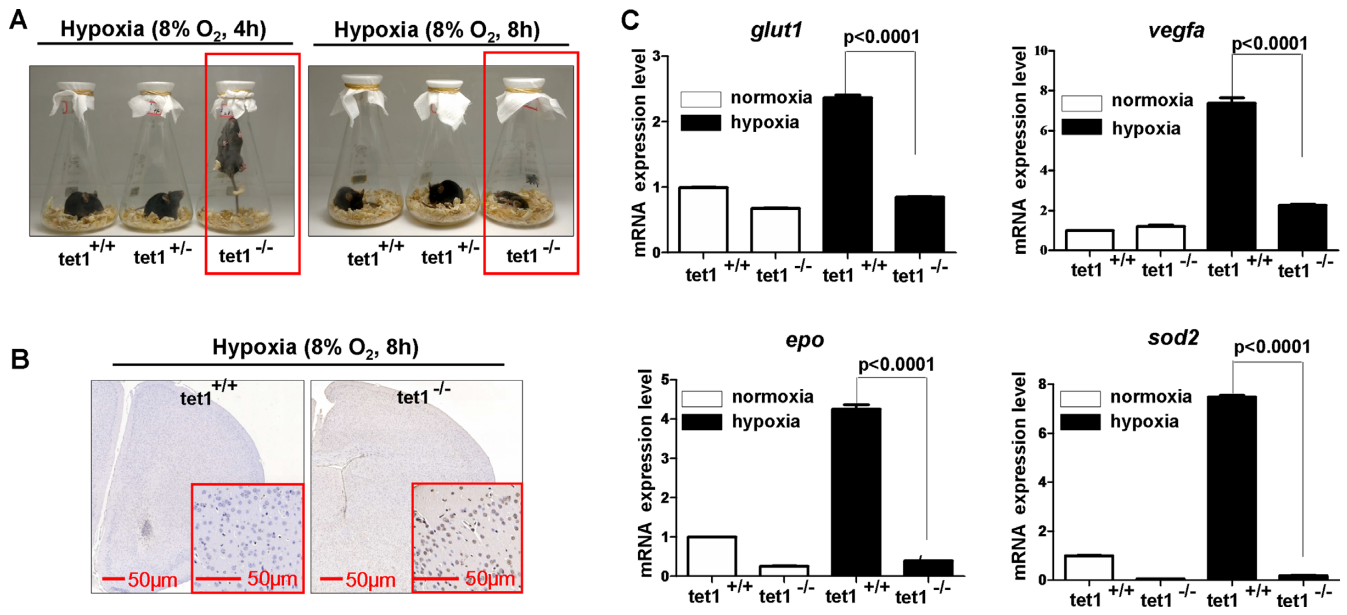 A
Hypoxia (8% O₂, 4h)
Hypoxia (8% O₂, 8h)
tet1 +/+
tet1 +/-
tet1 -/-
tet1 +/+
tet1 +/-
tet1 -/-
B
Hypoxia (8% O₂, 8h)
tet1 +/+
tet1 -/-
50µm
50µm
50µm
50µm
C
glut1
p<0.0001
normoxia
hypoxia
mRNA expression level
3
2
1
0
tet1 +/+
tet1 -/-
tet1 +/+
tet1 -/-
vegfa
p<0.0001
normoxia
hypoxia
mRNA expression level
10
8
6
4
2
0
tet1 +/+
tet1 -/-
tet1 +/+
tet1 -/-
epo
p<0.0001
normoxia
hypoxia
mRNA expression level
5
4
3
2
1
0
tet1 +/+
tet1 -/-
tet1 +/+
tet1 -/-
sod2
p<0.0001
normoxia
hypoxia
mRNA expression level
8
6
4
2
0
tet1 +/+
tet1 -/-
tet1 +/+
tet1 -/-